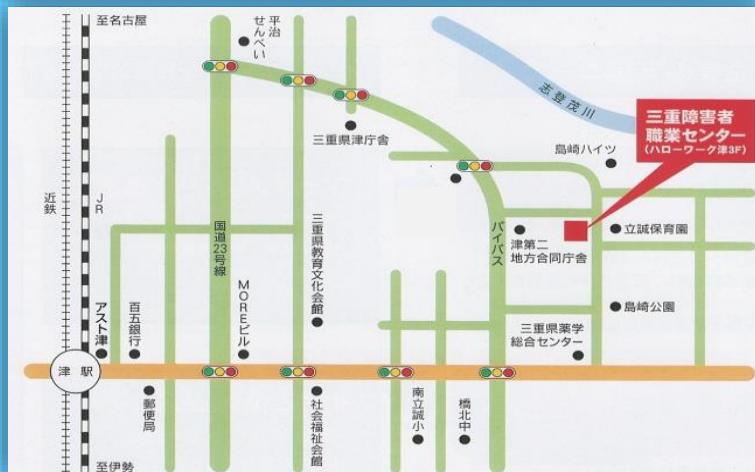 至名古屋
平治
せんべい
志登茂川
三重障害者
職業センター
(ハローワーク津3F)
三重県津庁舎
島崎ハイツ
近鉄
JR
国道23号線
三重県教育文化会館
バイパス
津第二
地方合同庁舎
立誠保育園
MOREビル
アスト津
百五銀行
島崎公園
三重県薬学
総合センター
津駅
郵便局
社会福祉会館
南立誠小
橋北中
至伊勢